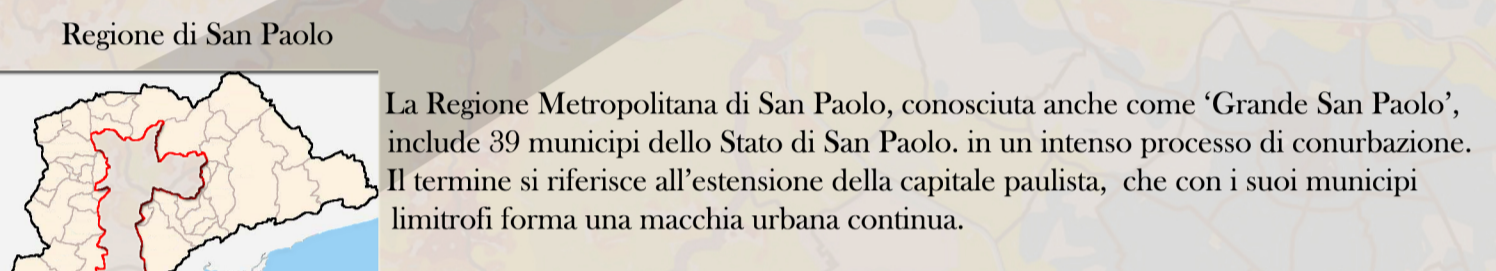 Regione di San Paolo
La Regione Metropolitana di San Paolo, conosciuta anche come ‘Grande San Paolo’,
include 39 municipi dello Stato di San Paolo. in un intenso processo di conurbazione.
Il termine si riferisce all’estensione della capitale paulista, che con i suoi municipi
limitrofi forma una macchia urbana continua.